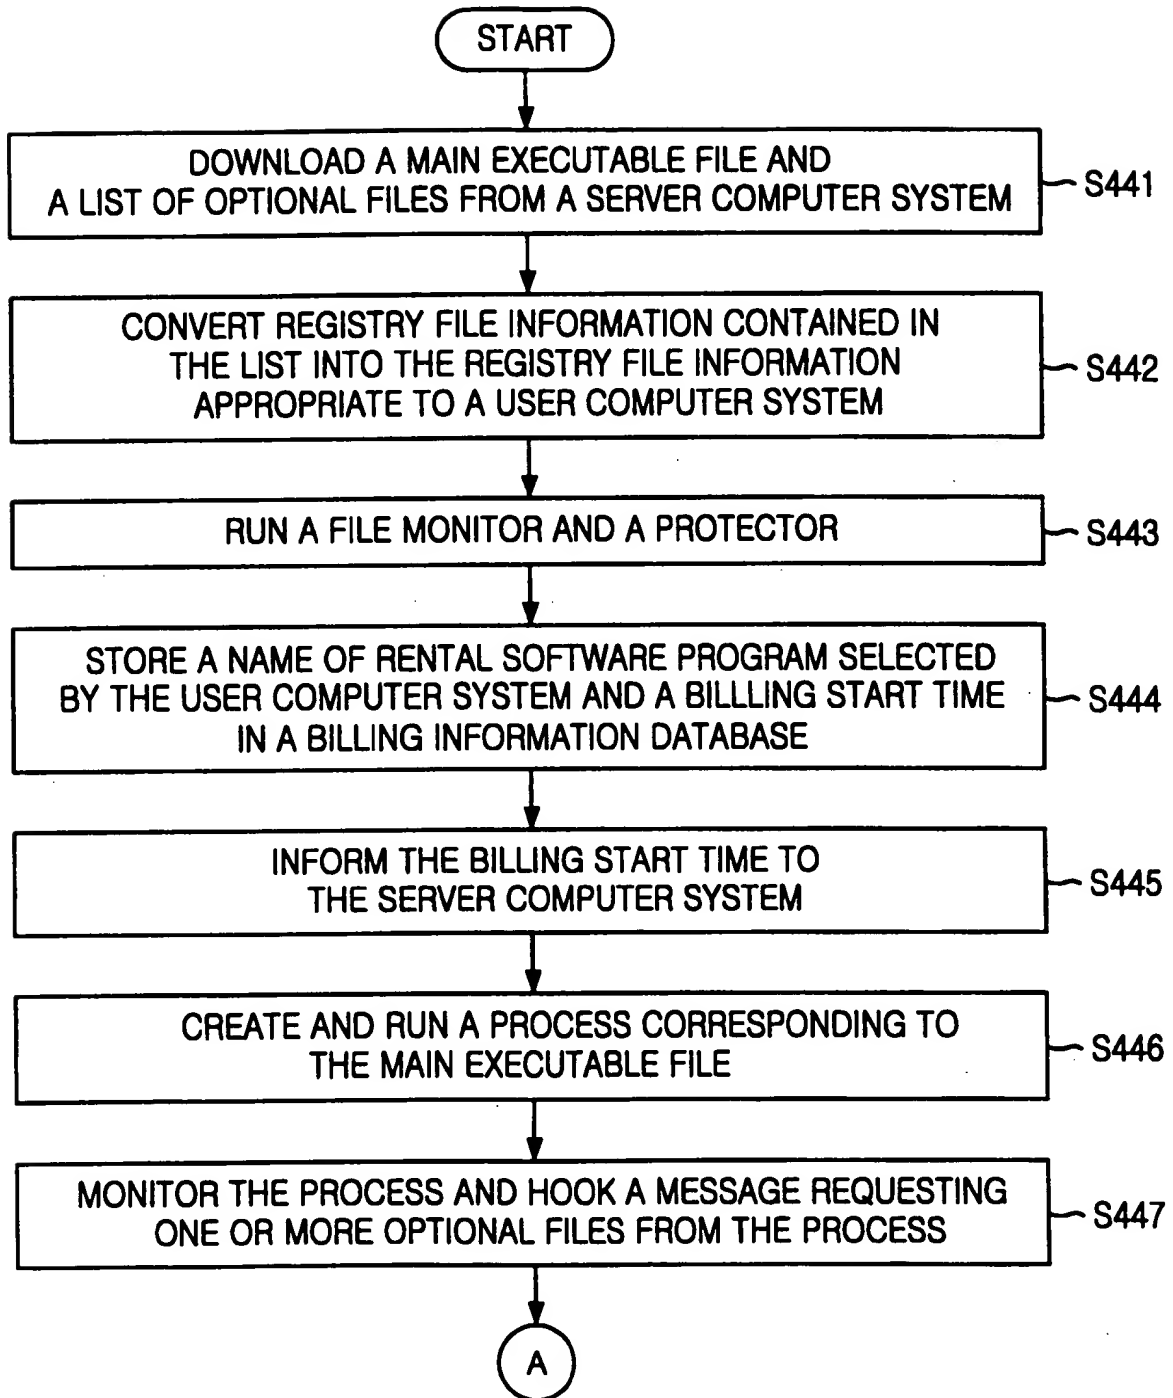 START
DOWNLOAD A MAIN EXECUTABLE FILE AND
A LIST OF OPTIONAL FILES FROM A SERVER COMPUTER SYSTEM
S441
CONVERT REGISTRY FILE INFORMATION CONTAINED IN
THE LIST INTO THE REGISTRY FILE INFORMATION
APPROPRIATE TO A USER COMPUTER SYSTEM
S442
RUN A FILE MONITOR AND A PROTECTOR
S443
STORE A NAME OF RENTAL SOFTWARE PROGRAM SELECTED
BY THE USER COMPUTER SYSTEM AND A BILLLING START TIME
IN A BILLING INFORMATION DATABASE
S444
INFORM THE BILLING START TIME TO
THE SERVER COMPUTER SYSTEM
S445
CREATE AND RUN A PROCESS CORRESPONDING TO
THE MAIN EXECUTABLE FILE
S446
MONITOR THE PROCESS AND HOOK A MESSAGE REQUESTING
ONE OR MORE OPTIONAL FILES FROM THE PROCESS
S447
A